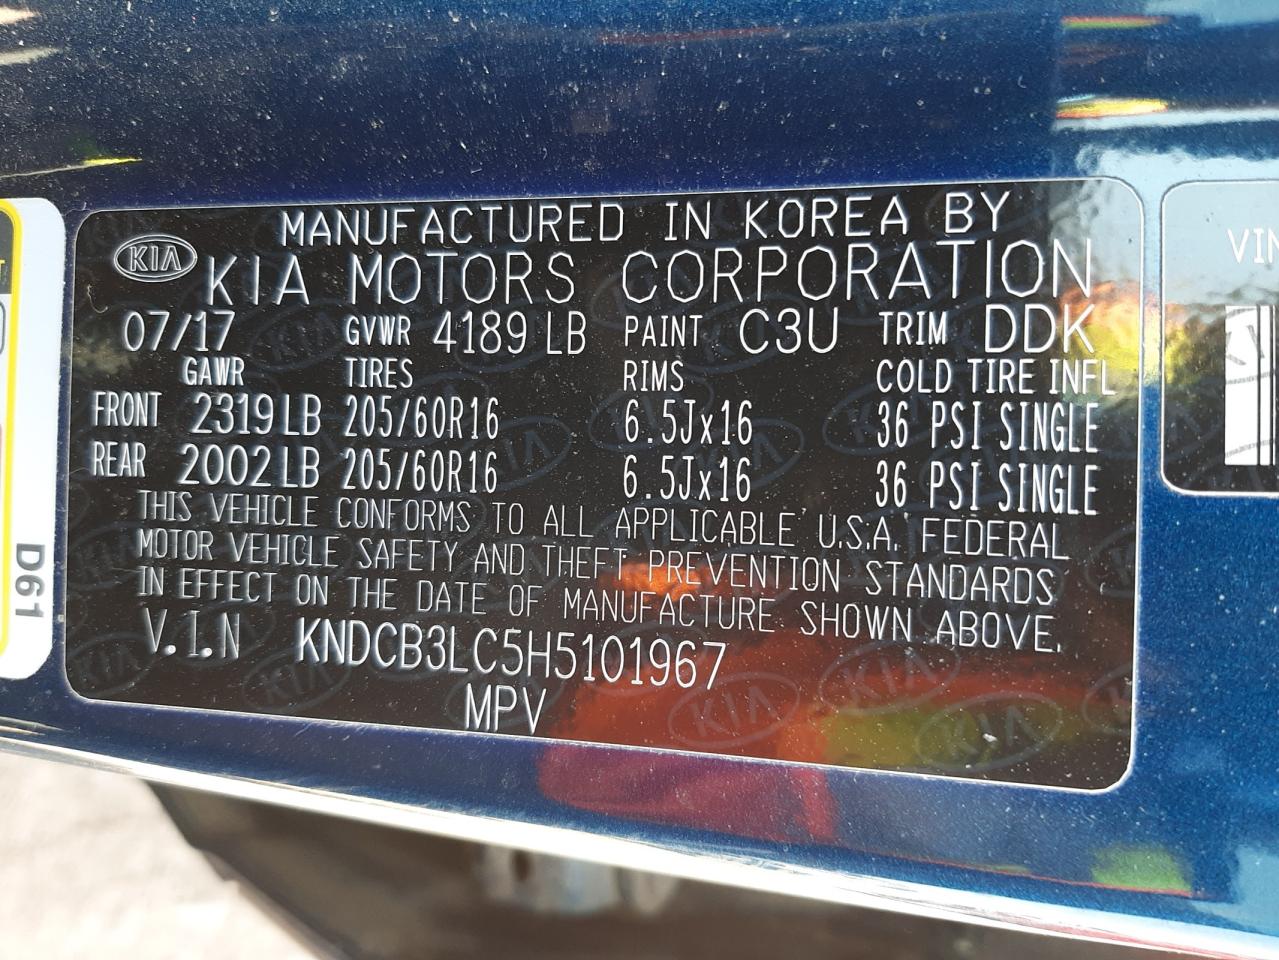 MANUFACTURED IN KOREA BY
KIA KIA MOTORS CORPORATION
07/17 GVWR 4189 LB PAINT C3U TRIM DDK
GAWR TIRES RIMS COLD TIRE INFL
FRONT 2319 LB 205/60R16 6.5Jx16 36 PSI SINGLE
REAR 2002 LB 205/60R16 6.5Jx16 36 PSI SINGLE
THIS VEHICLE CONFORMS TO ALL APPLICABLE U.S.A. FEDERAL
MOTOR VEHICLE SAFETY AND THEFT PREVENTION STANDARDS
IN EFFECT ON THE DATE OF MANUFACTURE SHOWN ABOVE.
V.I.N KNDCB3LC5H5101967
MPV
D61
VIN